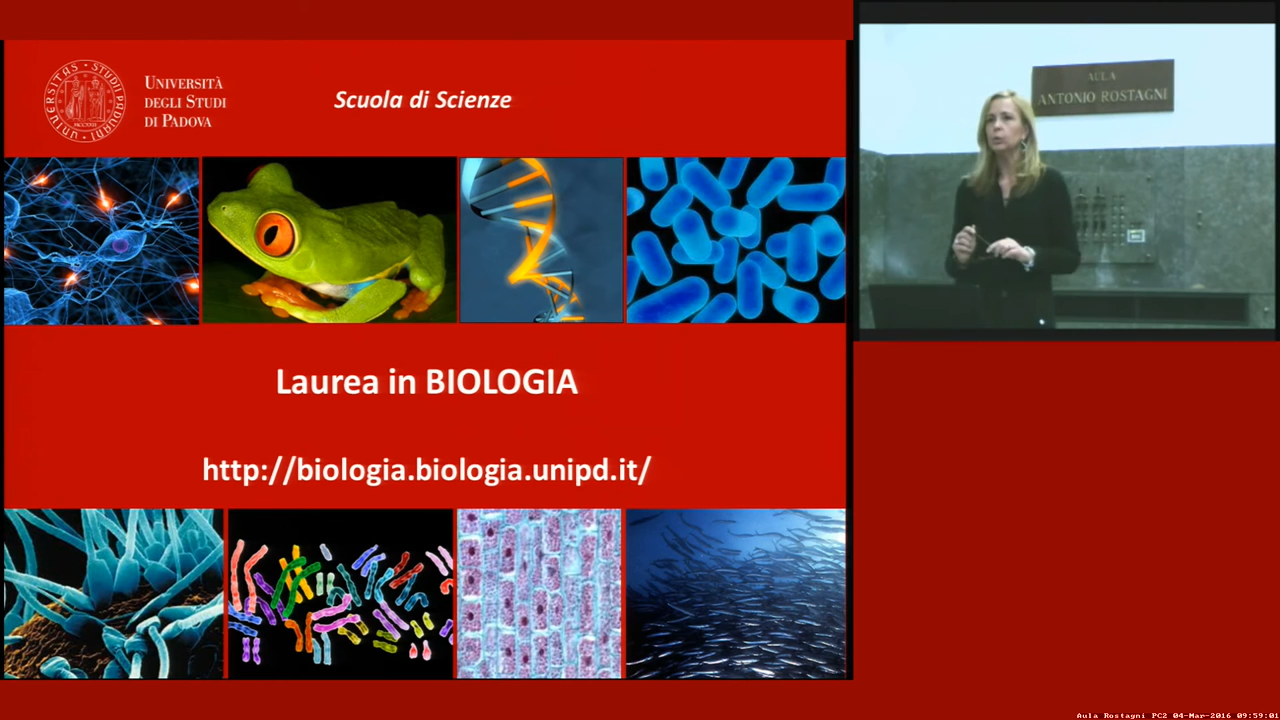 UNIVERSITÀ
DEGLI STUDI
DI PADOVA
Scuola di Scienze
AULA
ANTONIO ROSTAGNI
Laurea in BIOLOGIA
http://biologia.biologia.unipd.it/
Aula Rostagni PC2 04-Mar-2016 09:59:01